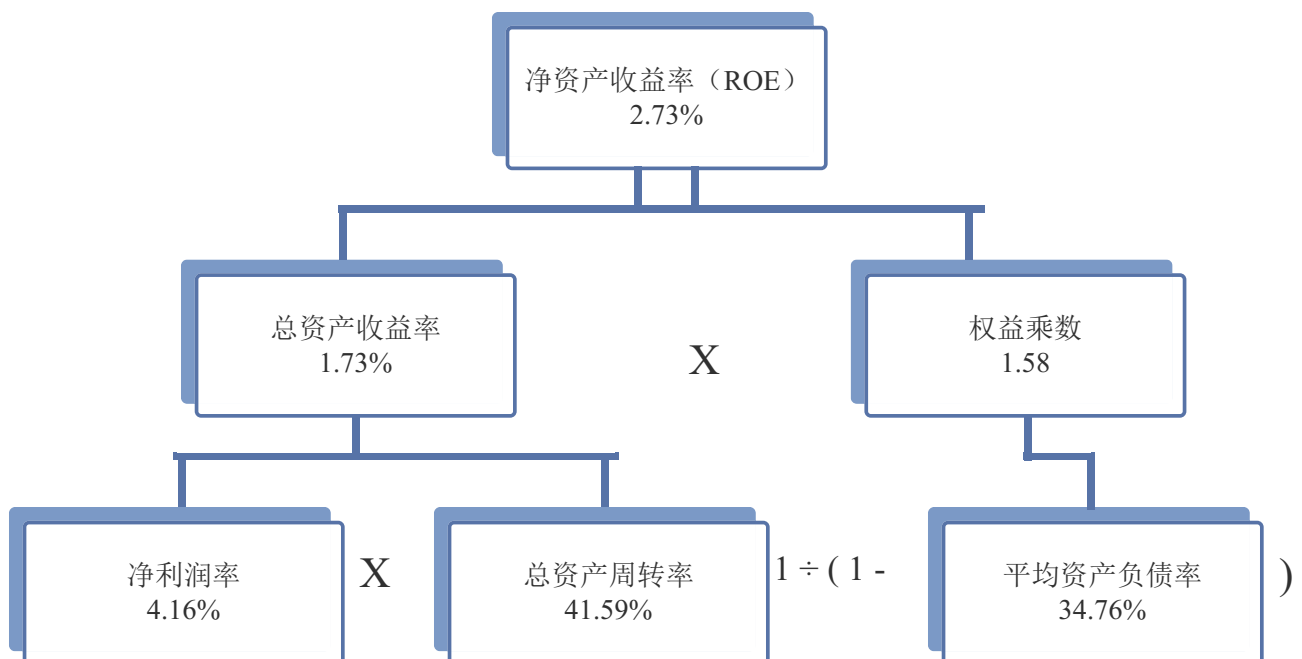 净资产收益率（ROE）
2.73%
总资产收益率
1.73%
X
权益乘数
1.58
净利润率
4.16%
X
总资产周转率
41.59%
1 ÷ ( 1 -
平均资产负债率
34.76%
)